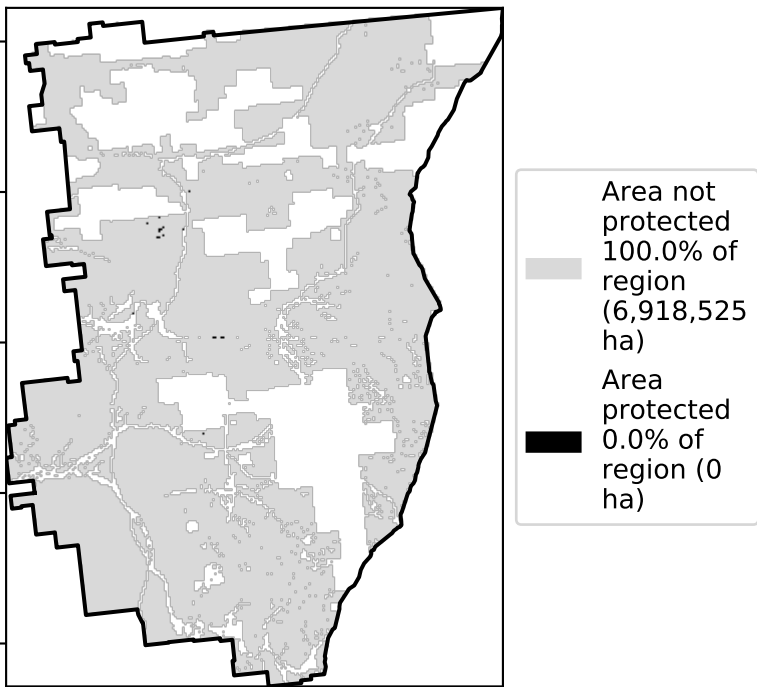 Area not
protected
100.0% of
region
(6,918,525
ha)
Area
protected
0.0% of
region (0
ha)